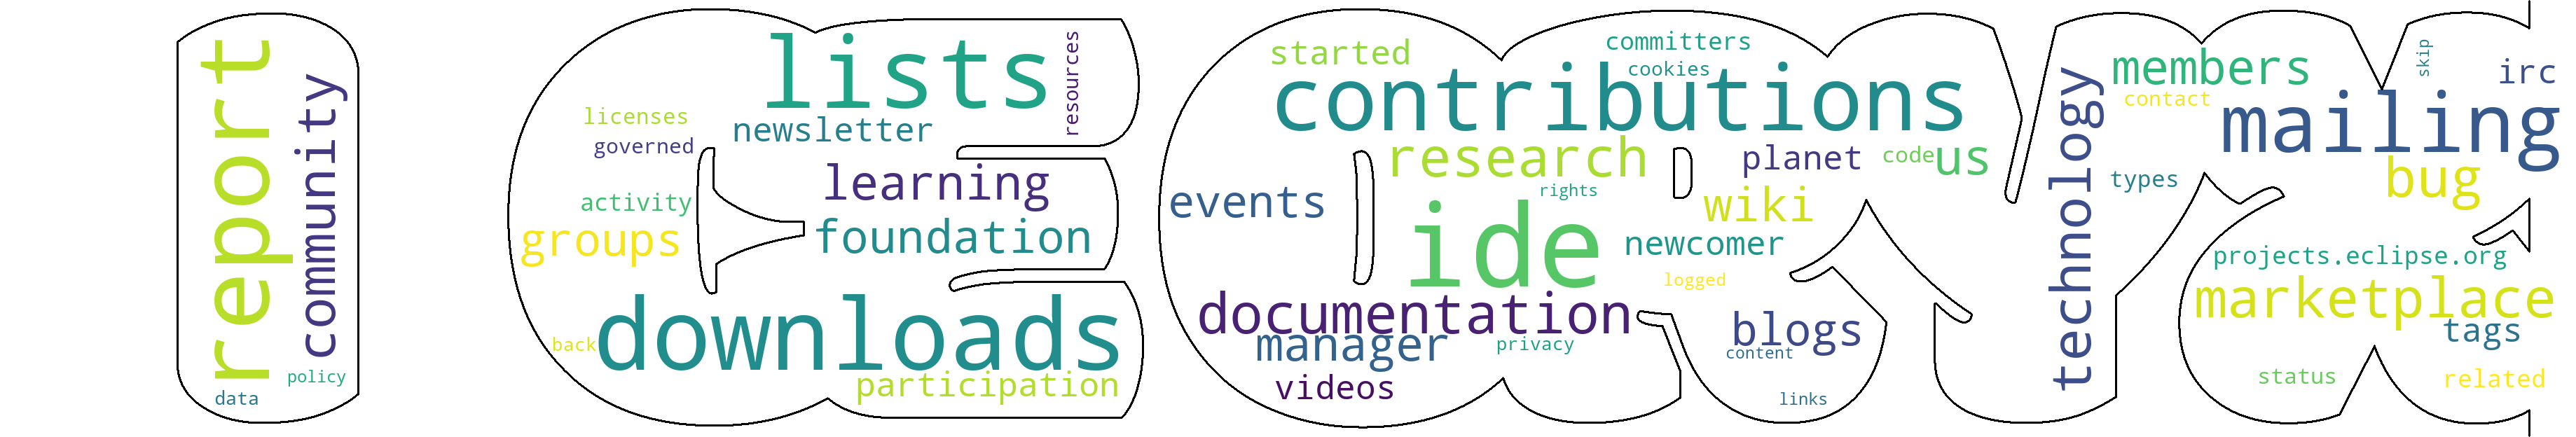 report
community
policy
data
lists
resources
licenses
newsletter
governed
learning
activity
groups
foundation
downloads
back
participation
started
committers
cookies
contributions
research
planet
code
us
rights
events
wiki
ide
newcomer
logged
documentation
manager
privacy
blogs
content
videos
links
technology
members
contact
skip
irc
mailing
types
bug
projects.eclipse.org
marketplace
tags
status
related